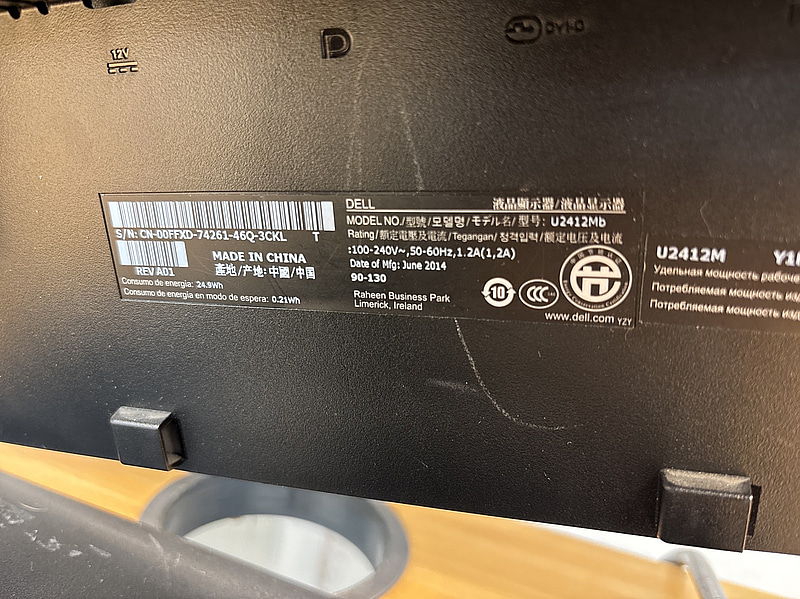 12V
DVI-D
DELL 液晶顯示器/液晶显示器
MODEL NO./型號/모델명/モデル名/ 型号: U2412Mb
Rating/額定電壓及電流/Tegangan/정격입력/额定电压及电流
:100-240V~,50-60Hz,1.2A(1,2A)
Date of Mfg: June 2014
90-130
Raheen Business Park
Limerick, Ireland
www.dell.com YZY
S/N: CN-00FFXD-74261-46Q-3CKL T
REV A01
MADE IN CHINA
產地/产地: 中國/中国
Consumo de energia: 24.9Wh
Consumo de energía en modo de espera: 0.21Wh
10
CCC
U2412M
Удельная мощность рабоче
Потребляемая мощность изд
Потребляемая мощность изд